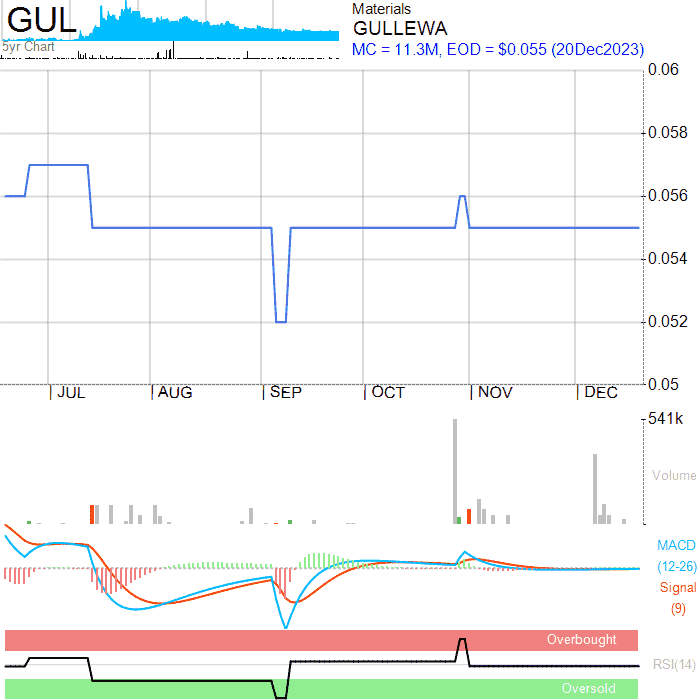 GUL
5yr Chart
Materials
GULLEWA
MC = 11.3M, EOD = $0.055 (20Dec2023)
0.06
0.058
0.056
0.054
0.052
0.05
JUL AUG SEP OCT NOV DEC
541k
Volume
MACD
(12-26)
Signal
(9)
Overbought
RSI(14)
Oversold